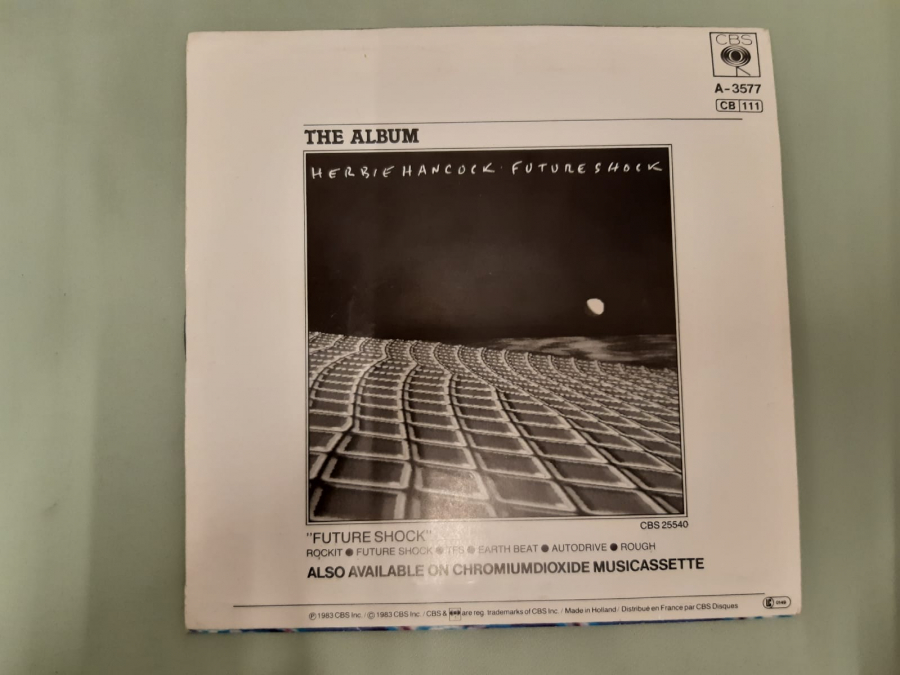 CBS
A-3577
CB 111
THE ALBUM
HERBIE HANCOCK · FUTURE SHOCK
CBS 25540
"FUTURE SHOCK"
ROCKIT ● FUTURE SHOCK ● TFS ● EARTH BEAT ● AUTODRIVE ● ROUGH
ALSO AVAILABLE ON CHROMIUMDIOXIDE MUSICASSETTE
℗ 1983 CBS Inc. / © 1983 CBS Inc. / CBS & are reg. trademarks of CBS Inc. / Made in Holland / Distribué en France par CBS Disques